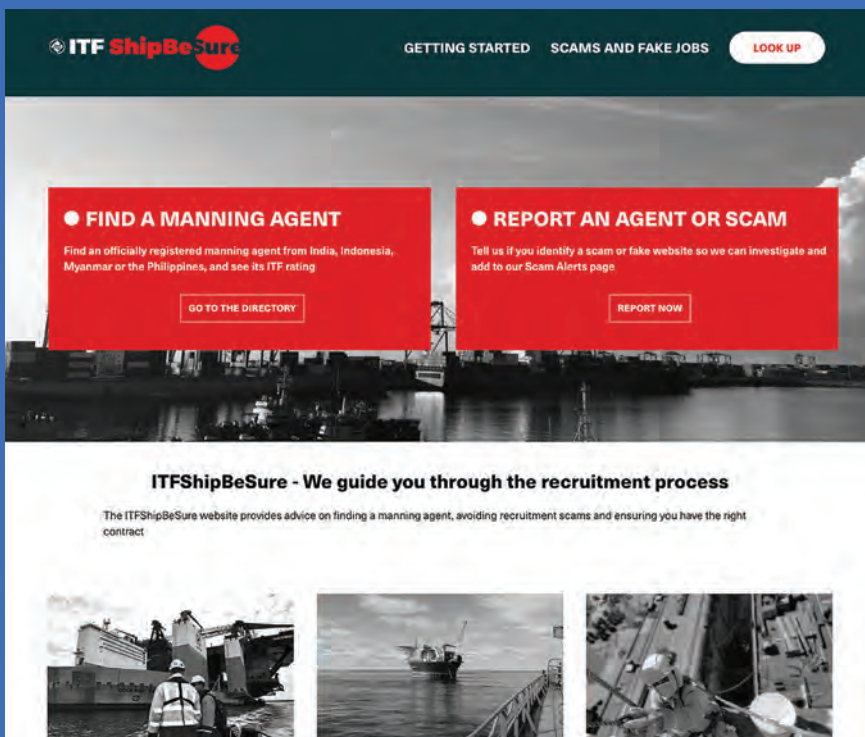 ITF ShipBeSure
GETTING STARTED
SCAMS AND FAKE JOBS
LOOK UP
FIND A MANNING AGENT
Find an officially registered manning agent from India, Indonesia,
Myanmar or the Philippines, and see its ITF rating
GO TO THE DIRECTORY
REPORT AN AGENT OR SCAM
Tell us if you identify a scam or fake website so we can investigate and
add to our Scam Alerts page
REPORT NOW
ITFShipBeSure - We guide you through the recruitment process
The ITFShipBeSure website provides advice on finding a manning agent, avoiding recruitment scams and ensuring you have the right
contract